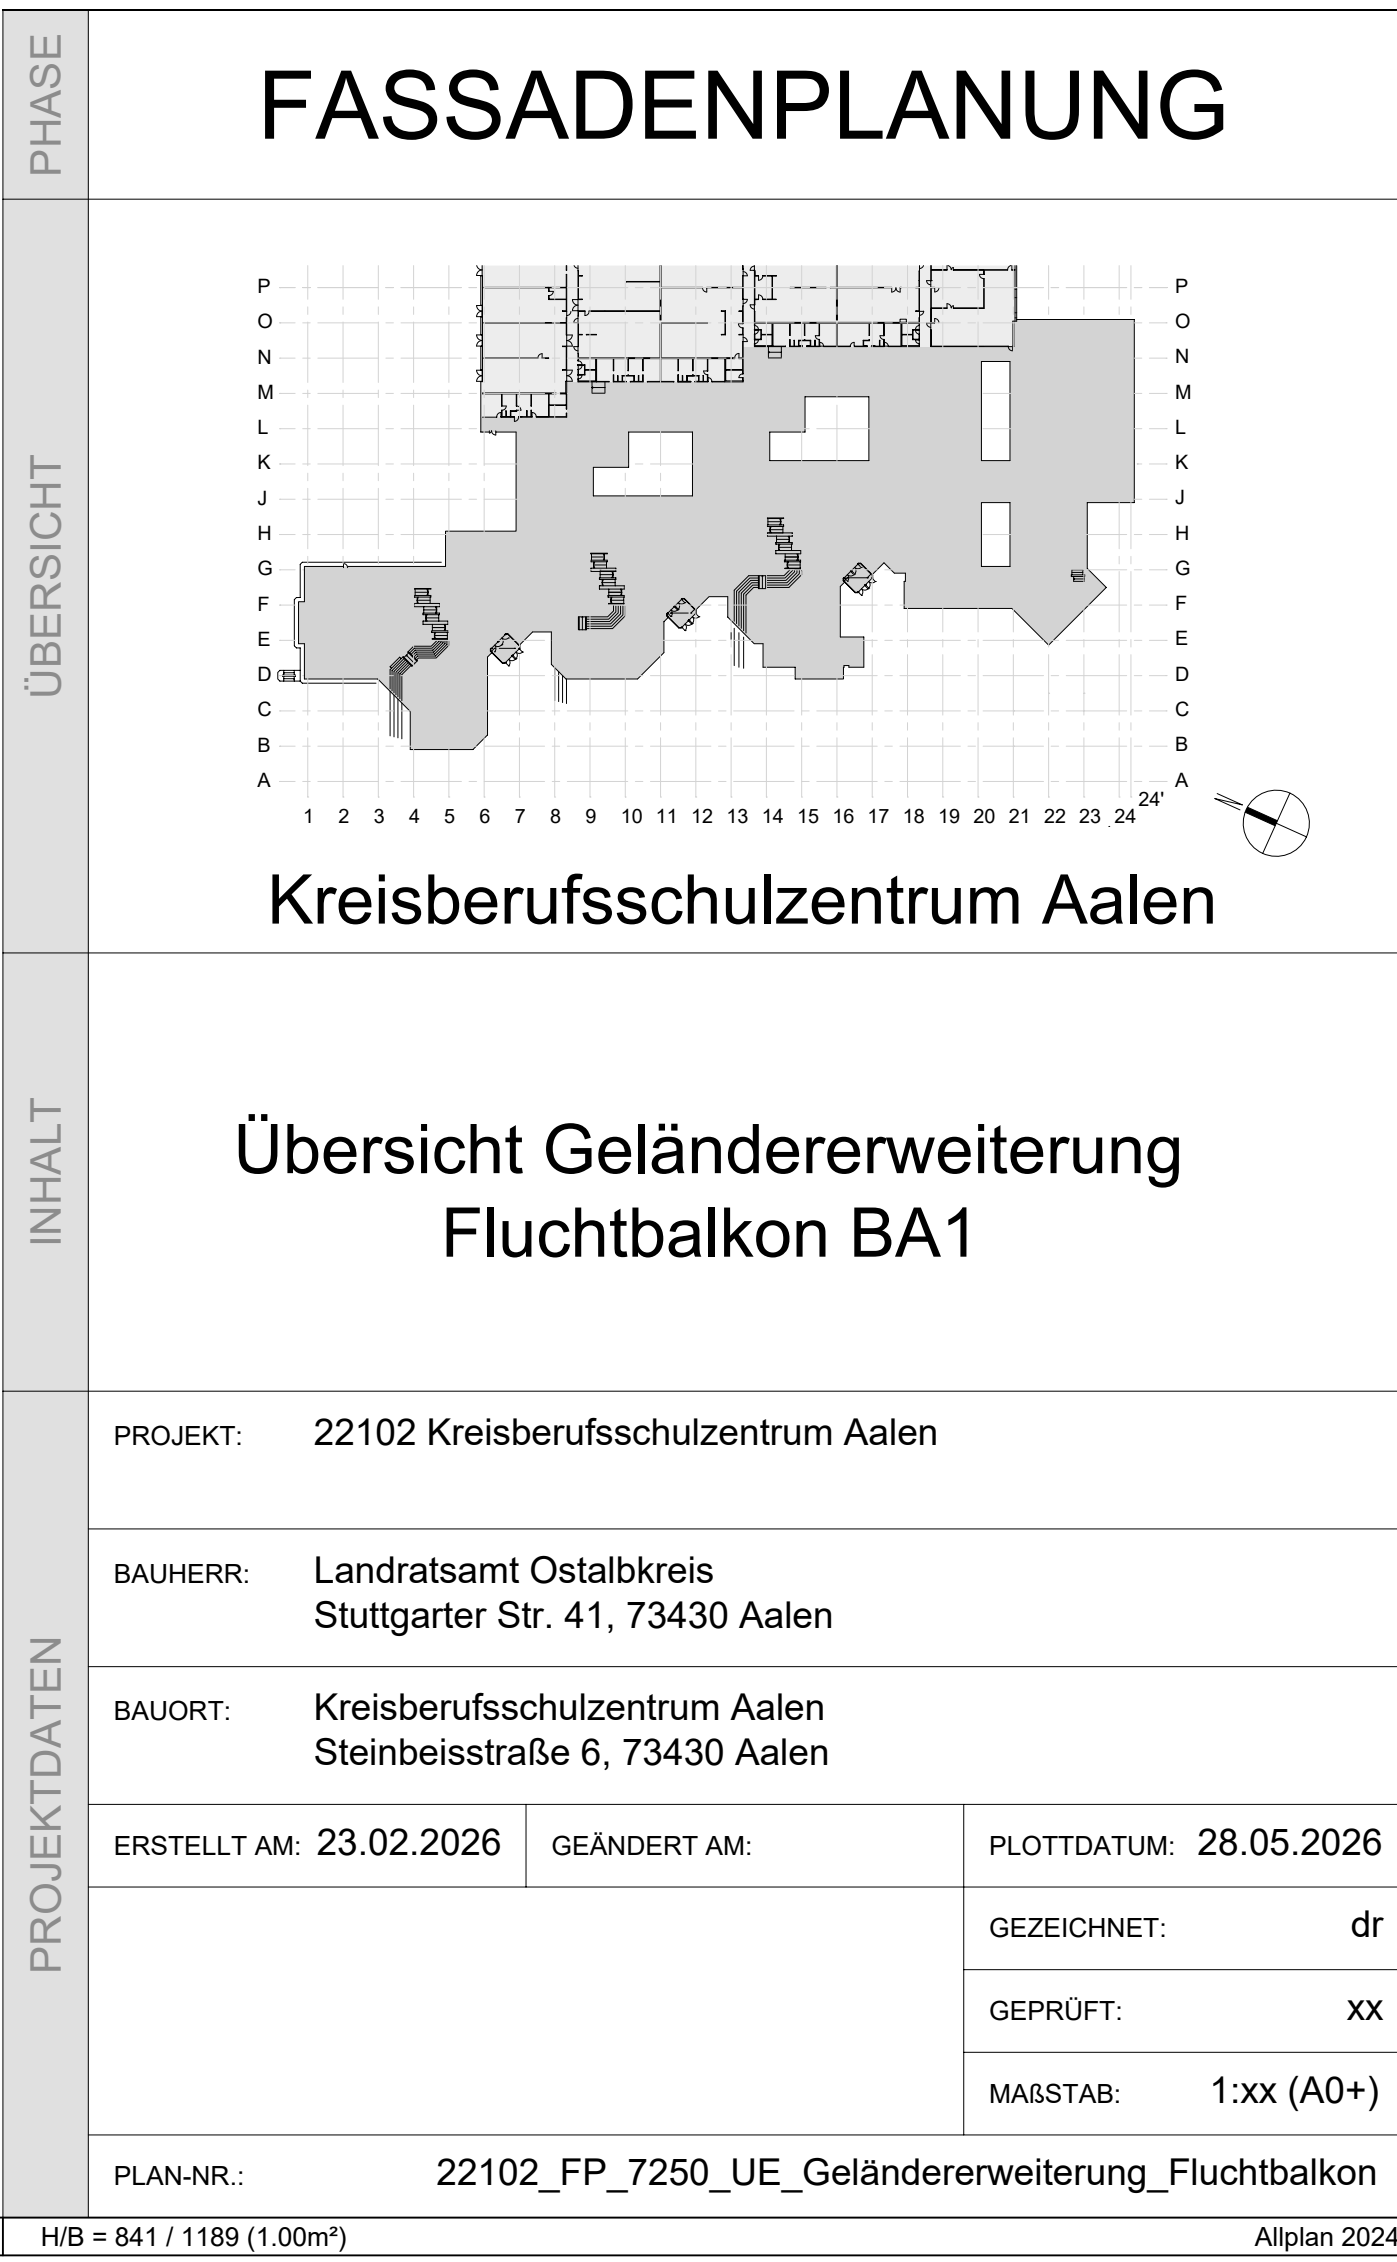 PHASE
FASSADENPLANUNG
ÜBERSICHT
P P
O O
N N
M M
L L
K K
J J
H H
G G
F F
E E
D D
C C
B B
A A
1 2 3 4 5 6 7 8 9 10 11 12 13 14 15 16 17 18 19 20 21 22 23 24 24'
N
Kreisberufsschulzentrum Aalen
INHALT
Übersicht Geländererweiterung
Fluchtbalkon BA1
PROJEKTDATEN
PROJEKT: 22102 Kreisberufsschulzentrum Aalen
BAUHERR: Landratsamt Ostalbkreis
Stuttgarter Str. 41, 73430 Aalen
BAUORT: Kreisberufsschulzentrum Aalen
Steinbeisstraße 6, 73430 Aalen
ERSTELLT AM: 23.02.2026 GEÄNDERT AM: PLOTTDATUM: 28.05.2026
GEZEICHNET: dr
GEPRÜFT: xx
MAßSTAB: 1:xx (A0+)
PLAN-NR.: 22102_FP_7250_UE_Geländererweiterung_Fluchtbalkon
H/B = 841 / 1189 (1.00m²) Allplan 2024